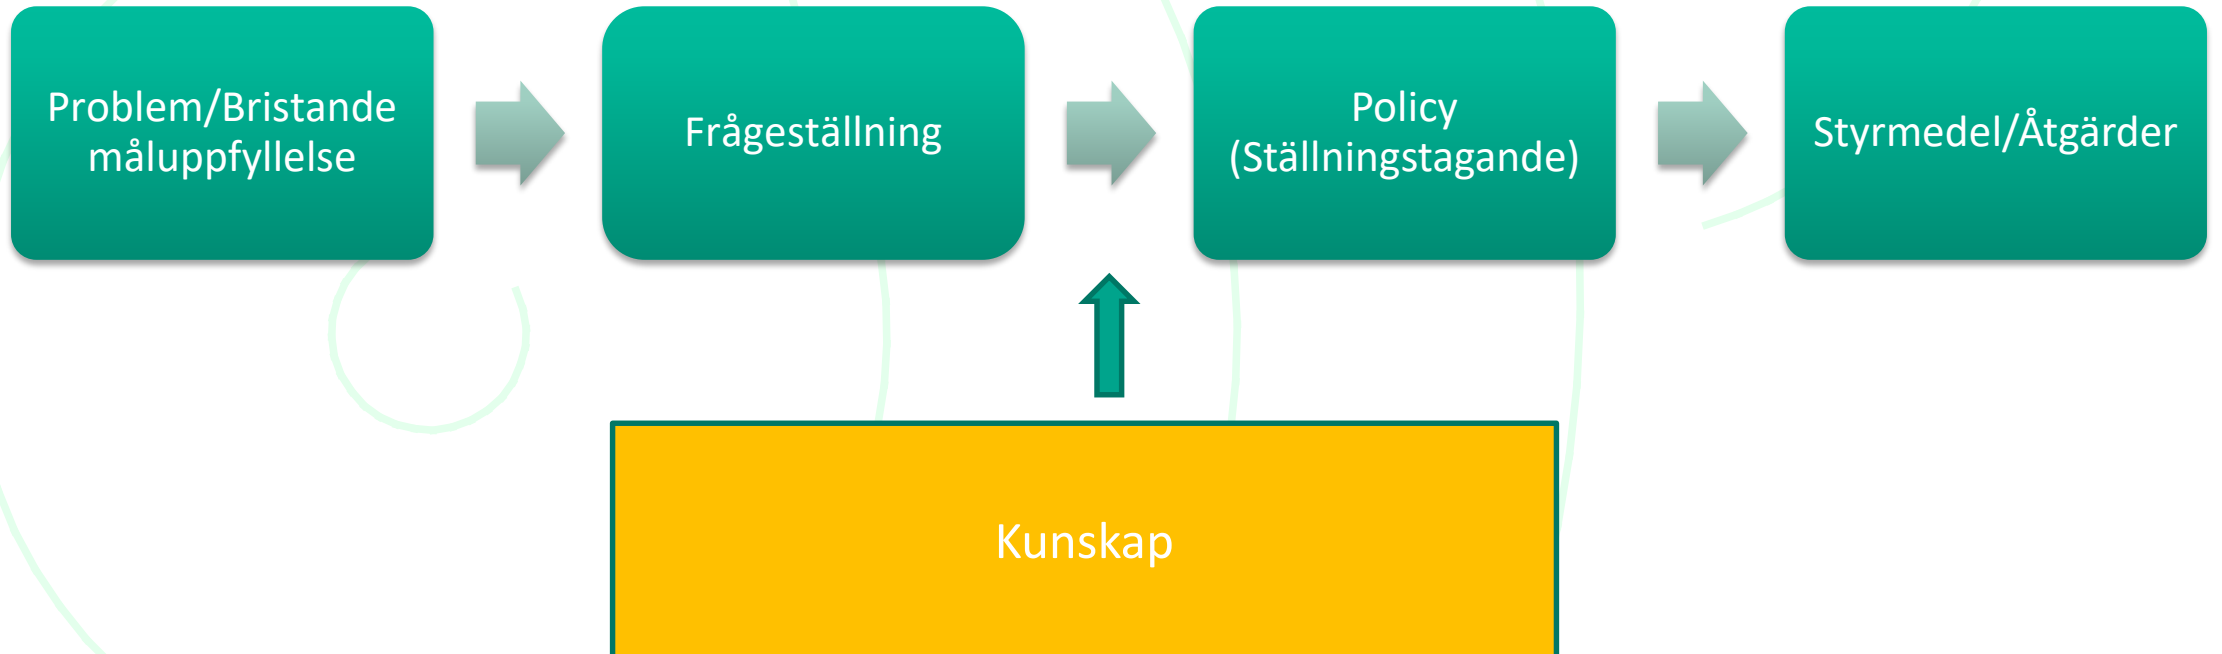 Problem/Bristande
måluppfyllelse
Frågeställning
Policy
(Ställningstagande)
Styrmedel/Åtgärder
Kunskap